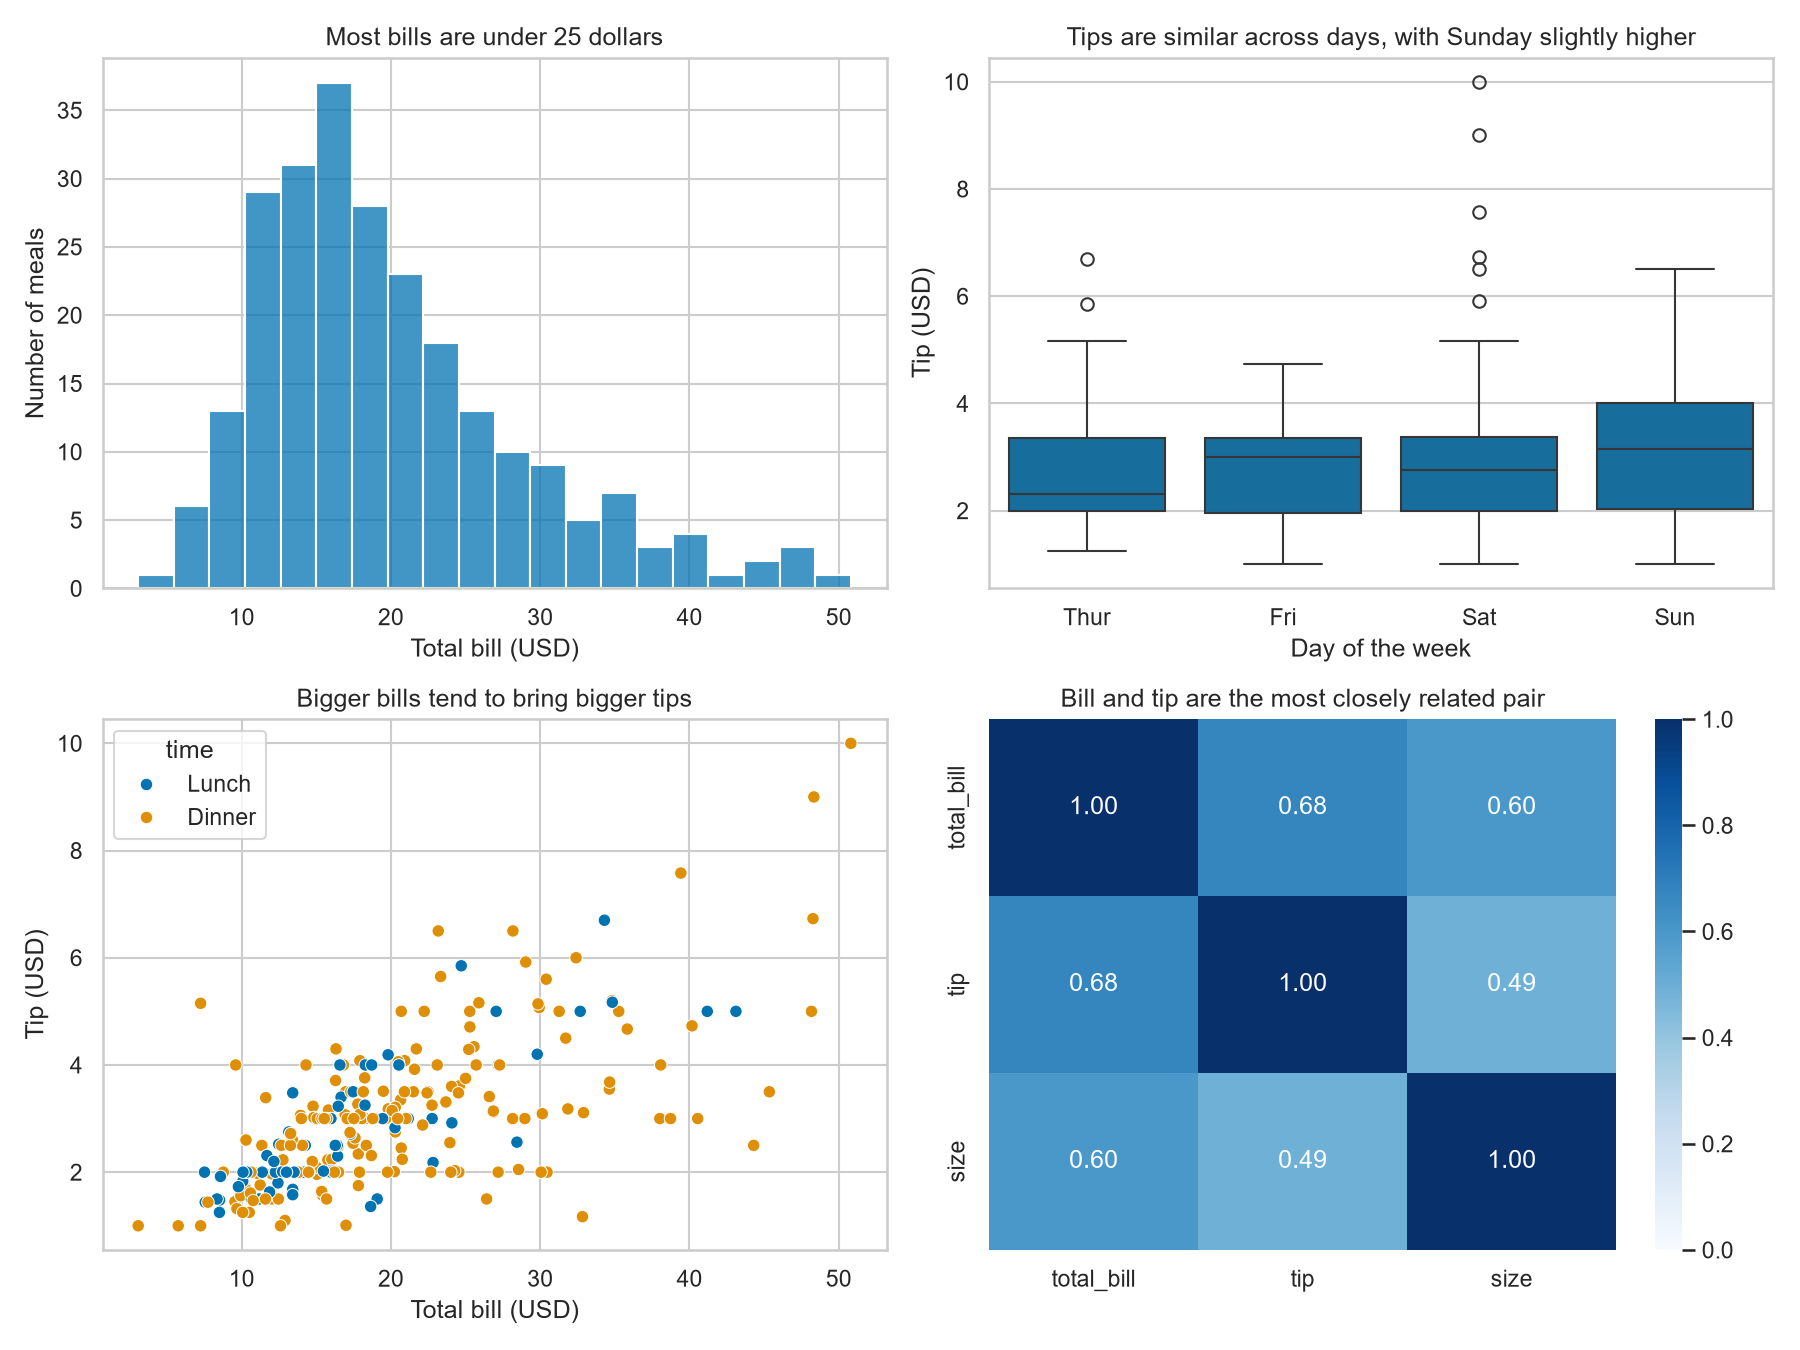 Most bills are under 25 dollars
35
30
25
20
15
10
5
0
Number of meals
10 20 30 40 50
Total bill (USD)
Tips are similar across days, with Sunday slightly higher
10
8
6
4
2
Tip (USD)
Thur Fri Sat Sun
Day of the week
Bigger bills tend to bring bigger tips
time
Lunch
Dinner
10
8
6
4
2
Tip (USD)
10 20 30 40 50
Total bill (USD)
Bill and tip are the most closely related pair
total_bill
tip
size
1.00 0.68 0.60
0.68 1.00 0.49
0.60 0.49 1.00
total_bill tip size
1.0
0.8
0.6
0.4
0.2
0.0